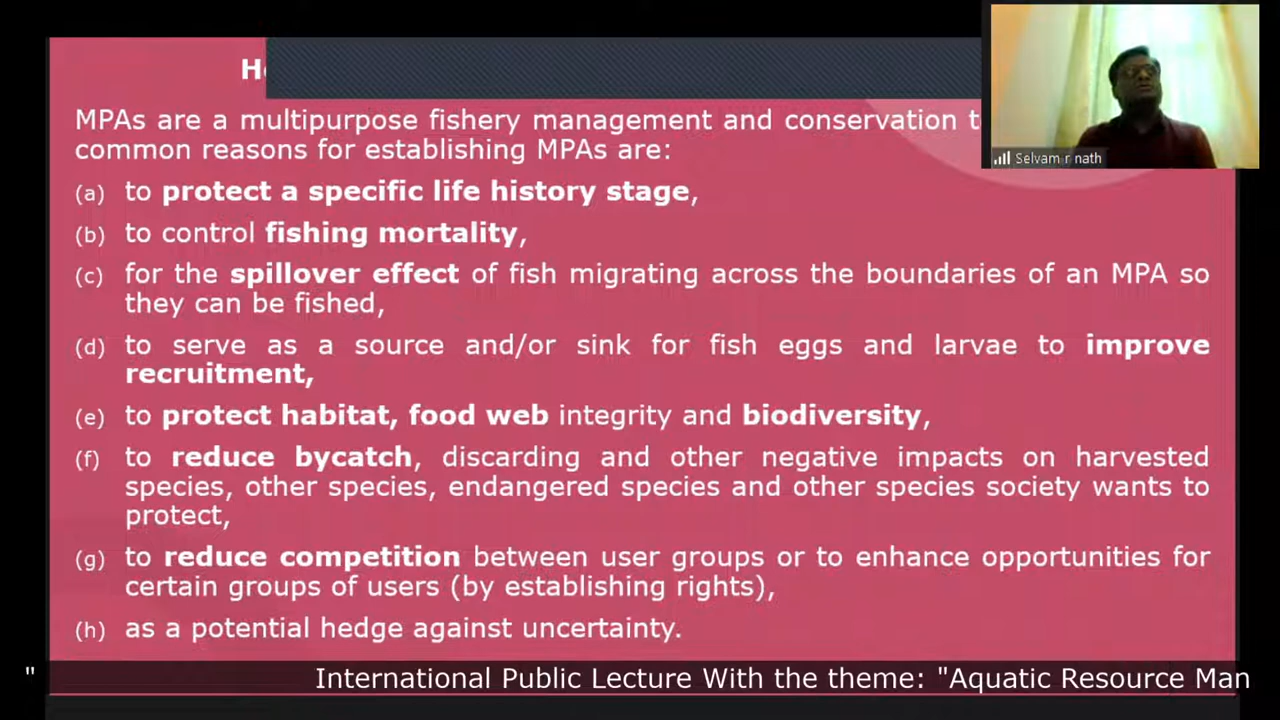 MPAs are a multipurpose fishery management and conservation
common reasons for establishing MPAs are:
(a) to protect a specific life history stage,
(b) to control fishing mortality,
(c) for the spillover effect of fish migrating across the boundaries of an MPA so
they can be fished,
(d) to serve as a source and/or sink for fish eggs and larvae to improve
recruitment,
(e) to protect habitat, food web integrity and biodiversity,
(f) to reduce bycatch, discarding and other negative impacts on harvested
species, other species, endangered species and other species society wants to
protect,
(g) to reduce competition between user groups or to enhance opportunities for
certain groups of users (by establishing rights),
(h) as a potential hedge against uncertainty.
" International Public Lecture With the theme: "Aquatic Resource Man